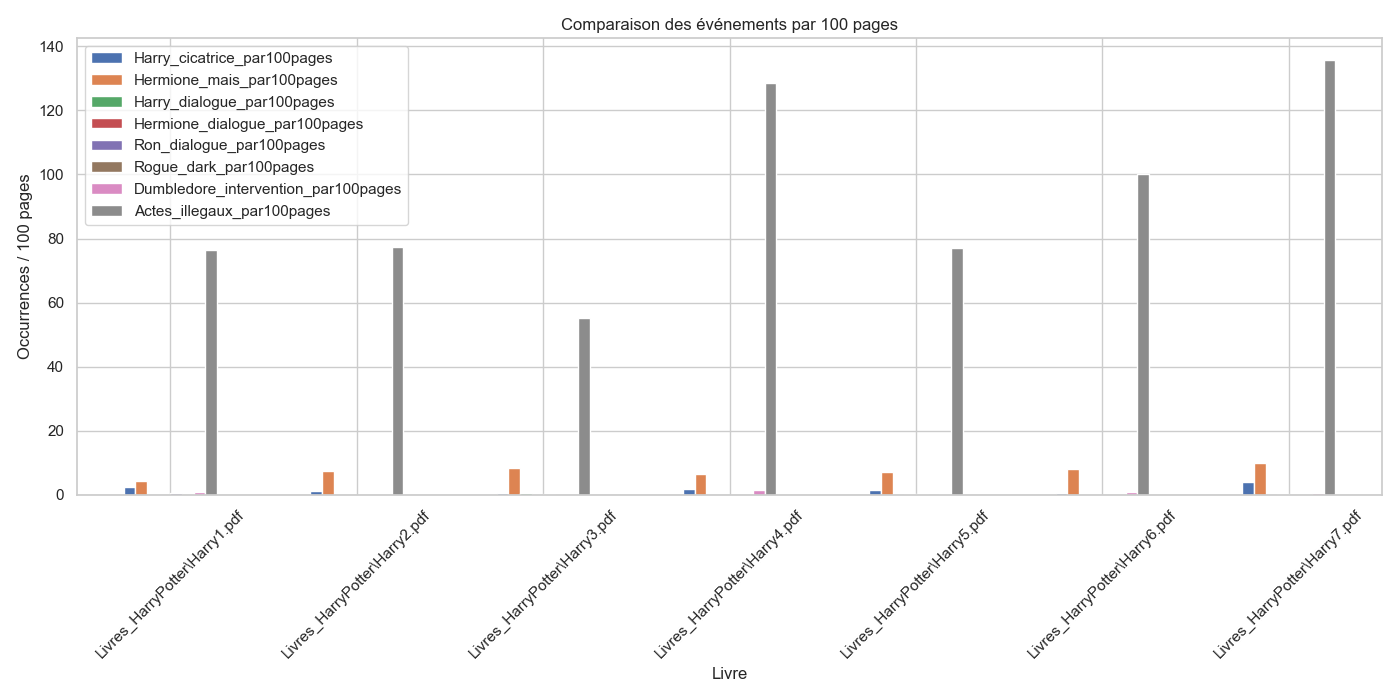 Comparaison des événements par 100 pages
Harry_cicatrice_par100pages
Hermione_mais_par100pages
Harry_dialogue_par100pages
Hermione_dialogue_par100pages
Ron_dialogue_par100pages
Rogue_dark_par100pages
Dumbledore_intervention_par100pages
Actes_illegaux_par100pages
Occurrences / 100 pages
140
120
100
80
60
40
20
0
Livres_HarryPotter\Harry1.pdf
Livres_HarryPotter\Harry2.pdf
Livres_HarryPotter\Harry3.pdf
Livres_HarryPotter\Harry4.pdf
Livres_HarryPotter\Harry5.pdf
Livres_HarryPotter\Harry6.pdf
Livres_HarryPotter\Harry7.pdf
Livre